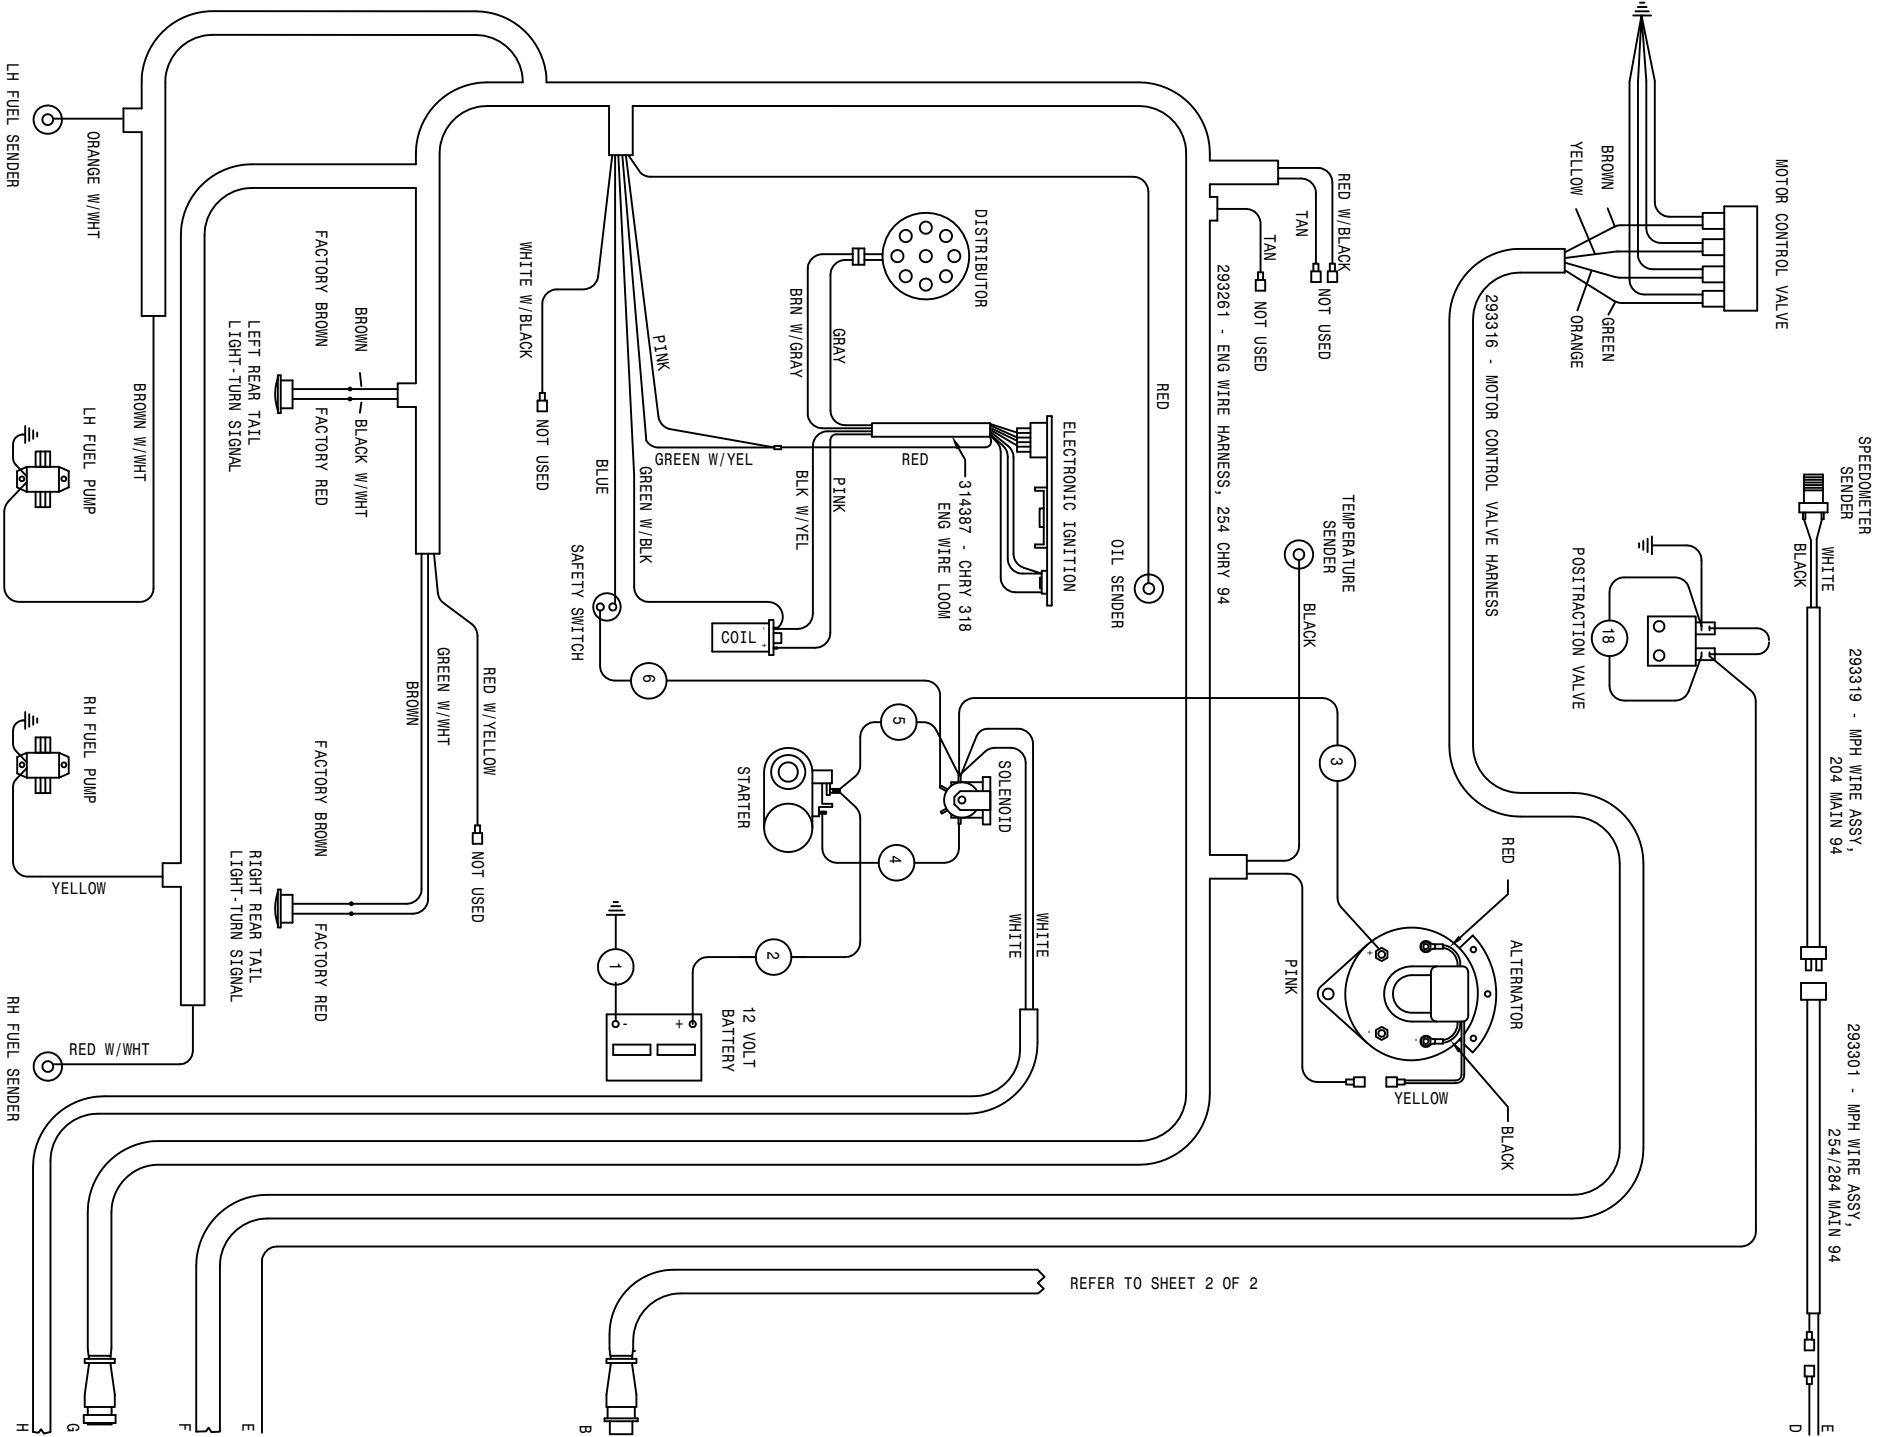 SPEEDOMETER
SENDER
WHITE
BLACK
293319 - MPH WIRE ASSY,
204 MAIN 94
293301 - MPH WIRE ASSY,
254/284 MAIN 94
E
D
MOTOR CONTROL VALVE
BROWN
YELLOW
GREEN
ORANGE
293316 - MOTOR CONTROL VALVE HARNESS
POSITRACTION VALVE
18
RED
ALTERNATOR
BLACK
YELLOW
+
-
PINK
RED W/BLACK
TAN
NOT USED
TAN
NOT USED
293261 - ENG WIRE HARNESS, 254 CHRY 94
TEMPERATURE
SENDER
BLACK
3
RED
OIL SENDER
ELECTRONIC IGNITION
314387 - CHRY 318
ENG WIRE LOOM
DISTRIBUTOR
GRAY
BRN W/GRAY
RED
PINK
BLK W/YEL
COIL
-
+
PINK
GREEN W/YEL
GREEN W/BLK
BLUE
WHITE W/BLACK
NOT USED
SAFETY SWITCH
6
5
SOLENOID
STARTER
4
WHITE
WHITE
2
1
12 VOLT
BATTERY
-
+
REFER TO SHEET 2 OF 2
B
BROWN
BLACK W/WHT
FACTORY BROWN
FACTORY RED
LEFT REAR TAIL
LIGHT-TURN SIGNAL
RED W/YELLOW
NOT USED
GREEN W/WHT
BROWN
FACTORY BROWN
FACTORY RED
RIGHT REAR TAIL
LIGHT-TURN SIGNAL
LH FUEL SENDER
ORANGE W/WHT
BROWN W/WHT
LH FUEL PUMP
RH FUEL PUMP
YELLOW
RH FUEL SENDER
RED W/WHT
H
G
F
E